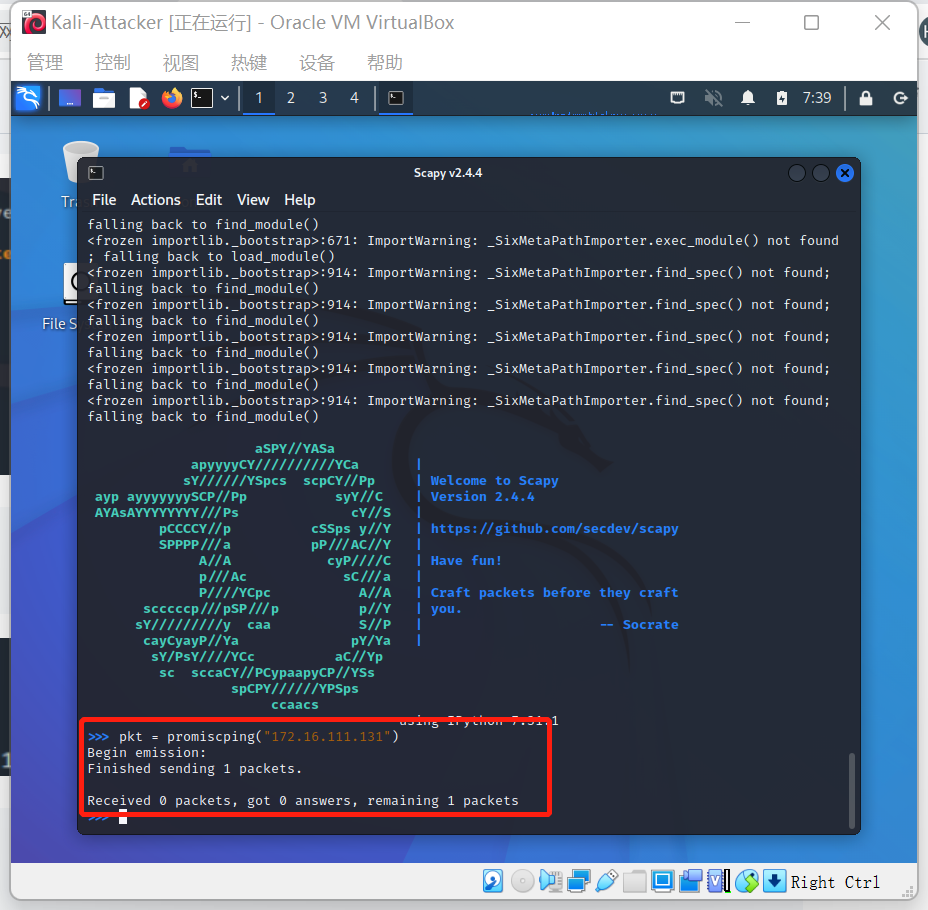 Kali-Attacker [正在运行] - Oracle VM VirtualBox
管理 控制 视图 热键 设备 帮助
1 2 3 4 7:39
Scapy v2.4.4
File Actions Edit View Help
falling back to find_module()
<frozen importlib._bootstrap>:671: ImportWarning: _SixMetaPathImporter.exec_module() not found
; falling back to load_module()
<frozen importlib._bootstrap>:914: ImportWarning: _SixMetaPathImporter.find_spec() not found;
falling back to find_module()
<frozen importlib._bootstrap>:914: ImportWarning: _SixMetaPathImporter.find_spec() not found;
falling back to find_module()
<frozen importlib._bootstrap>:914: ImportWarning: _SixMetaPathImporter.find_spec() not found;
falling back to find_module()
<frozen importlib._bootstrap>:914: ImportWarning: _SixMetaPathImporter.find_spec() not found;
falling back to find_module()
<frozen importlib._bootstrap>:914: ImportWarning: _SixMetaPathImporter.find_spec() not found;
falling back to find_module()
aSPY//YASa
apyyyyCY//////////YCa |
sY//////YSpcs scpCY//Pp | Welcome to Scapy
ayp ayyyyyyySCP//Pp syY//C | Version 2.4.4
AYAsAYYYYYYYY///Ps cY//S |
pCCCCY//p cSSps y//Y | https://github.com/secdev/scapy
SPPPP///a pP///AC//Y |
A//A cyP////C | Have fun!
p///Ac sC///a |
P////YCpc A//A | Craft packets before they craft
scccccp///pSP///p p//Y | you.
sY/////////y caa S//P | -- Socrate
cayCyayP//Ya pY/Ya |
sY/PsY////YCc aC//Yp
sc sccaCY//PCypaapyCP//YSs
spCPY//////YPSps
ccaacs
using IPython 7.31.1
>>> pkt = promiscping("172.16.111.131")
Begin emission:
Finished sending 1 packets.
Received 0 packets, got 0 answers, remaining 1 packets
>>>
Right Ctrl